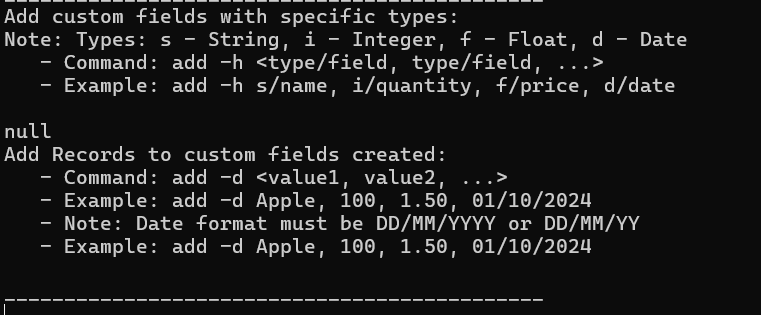 _____________________________________________
Add custom fields with specific types:
Note: Types: s - String, i - Integer, f - Float, d - Date
   - Command: add -h <type/field, type/field, ...>
   - Example: add -h s/name, i/quantity, f/price, d/date

null
Add Records to custom fields created:
   - Command: add -d <value1, value2, ...>
   - Example: add -d Apple, 100, 1.50, 01/10/2024
   - Note: Date format must be DD/MM/YYYY or DD/MM/YY
   - Example: add -d Apple, 100, 1.50, 01/10/2024

_____________________________________________